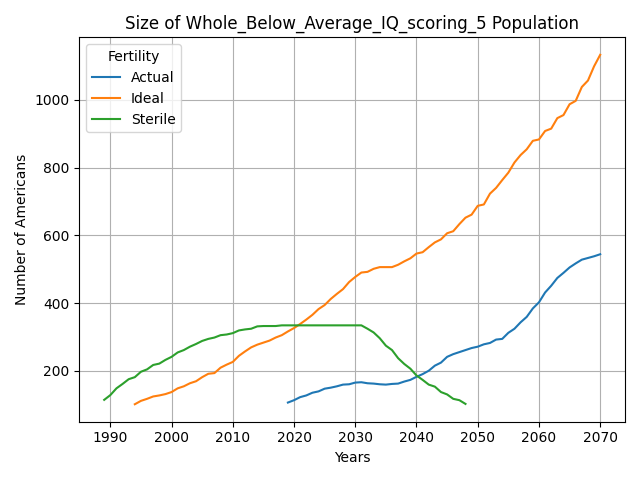 Size of Whole_Below_Average_IQ_scoring_5 Population
Fertility
Actual
Ideal
Sterile
Number of Americans
1000
800
600
400
200
1990 2000 2010 2020 2030 2040 2050 2060 2070
Years